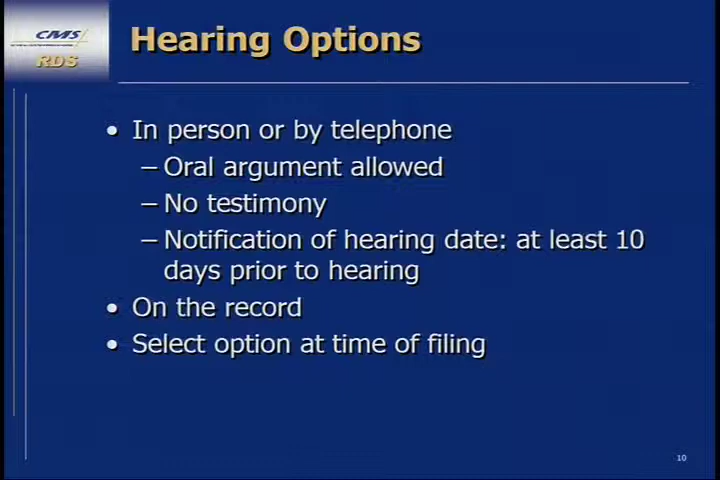 CMS
RDS
Hearing Options
• In person or by telephone
– Oral argument allowed
– No testimony
– Notification of hearing date: at least 10
days prior to hearing
• On the record
• Select option at time of filing
10